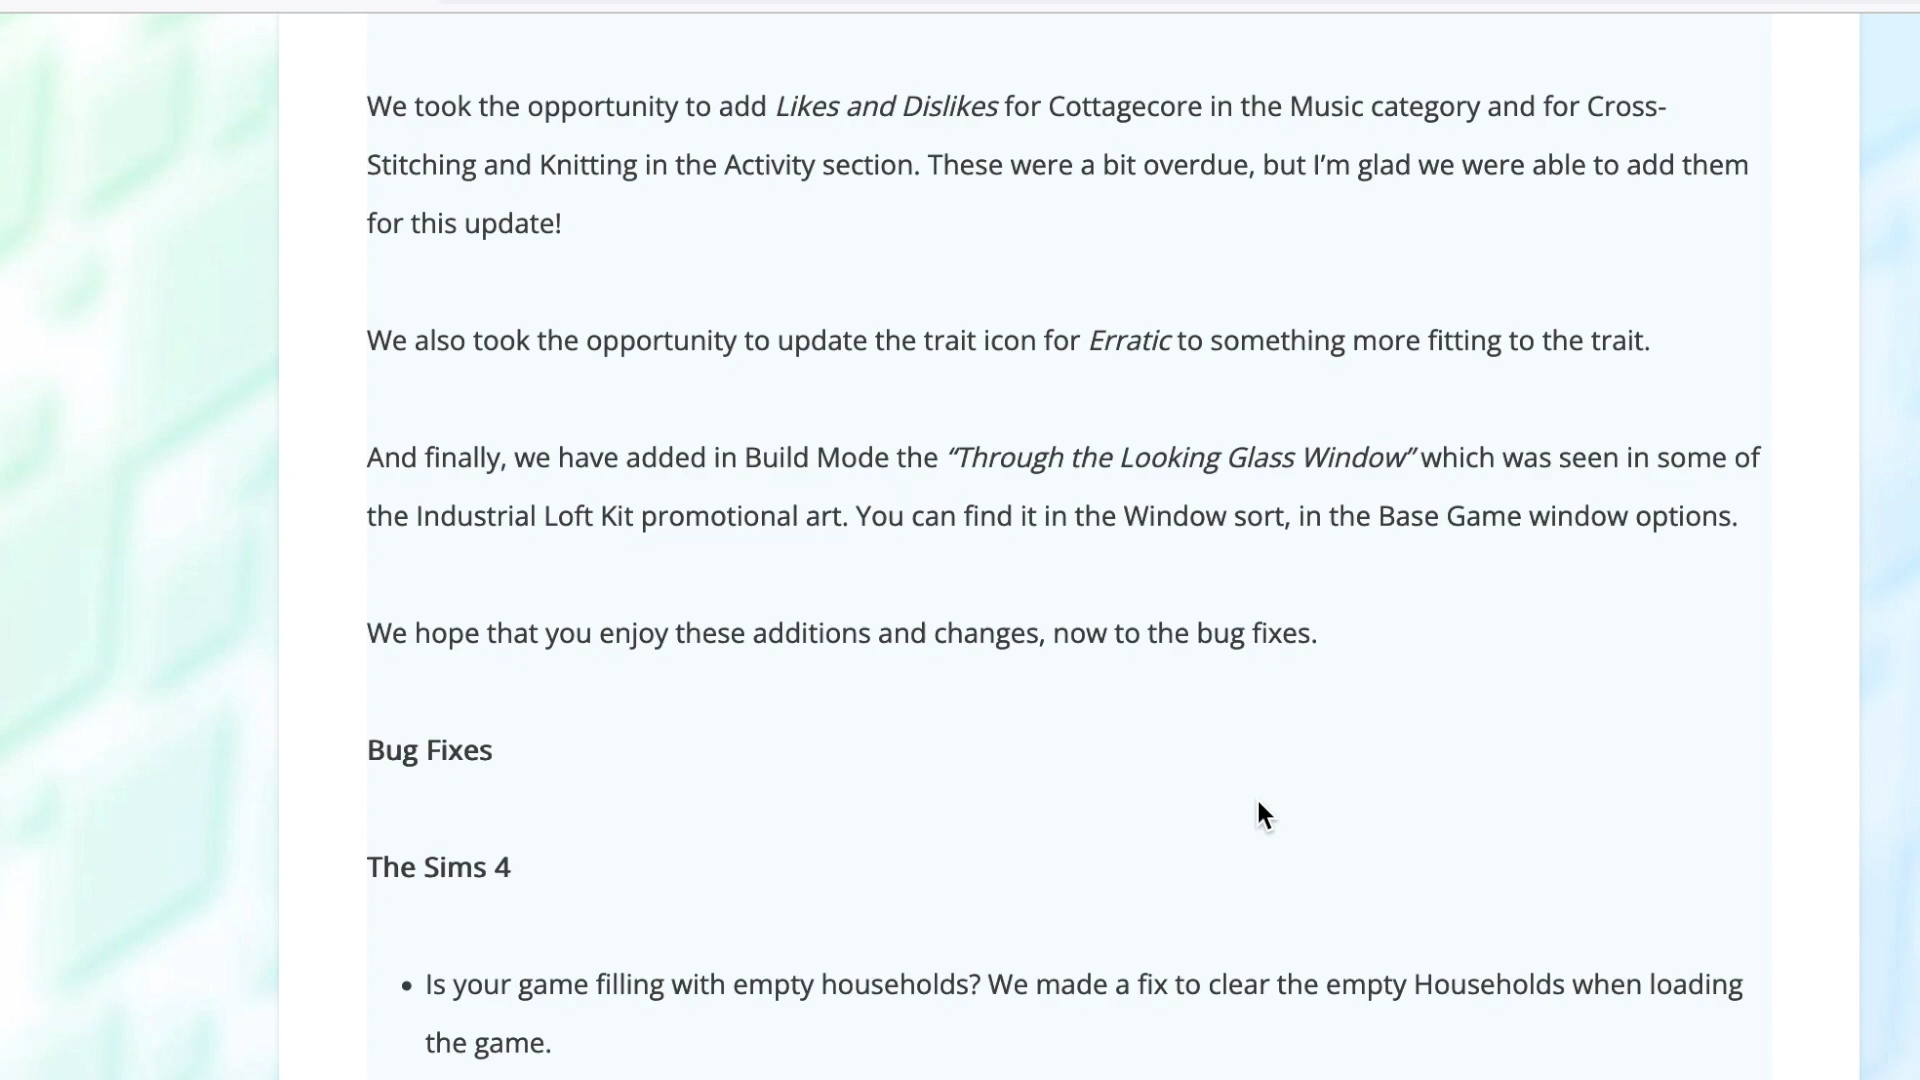 We took the opportunity to add Likes and Dislikes for Cottagecore in the Music category and for Cross-
Stitching and Knitting in the Activity section. These were a bit overdue, but I’m glad we were able to add them
for this update!
We also took the opportunity to update the trait icon for Erratic to something more fitting to the trait.
And finally, we have added in Build Mode the “Through the Looking Glass Window” which was seen in some of
the Industrial Loft Kit promotional art. You can find it in the Window sort, in the Base Game window options.
We hope that you enjoy these additions and changes, now to the bug fixes.
Bug Fixes
The Sims 4
• Is your game filling with empty households? We made a fix to clear the empty Households when loading
the game.